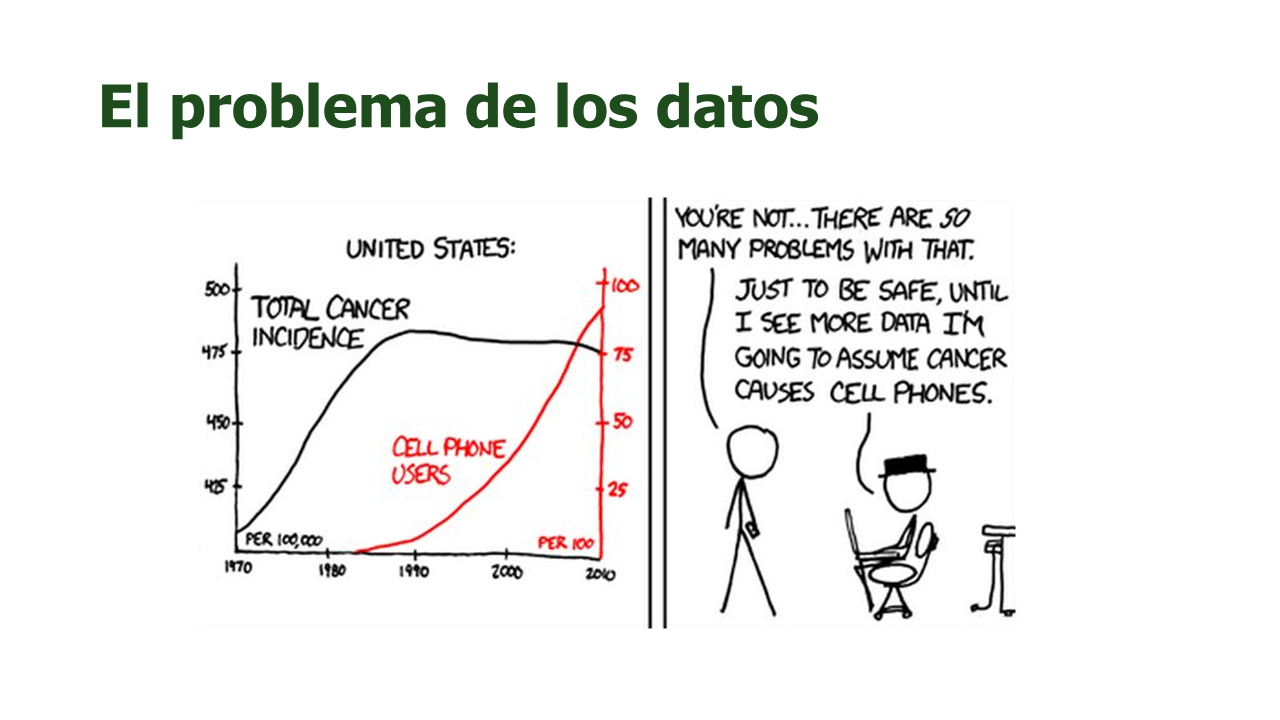 El problema de los datos
UNITED STATES:
500
475
450
425
TOTAL CANCER
INCIDENCE
CELL PHONE
USERS
100
75
50
25
PER 100,000
PER 100
1970 1980 1990 2000 2010
YOU'RE NOT...THERE ARE SO
MANY PROBLEMS WITH THAT.
JUST TO BE SAFE, UNTIL
I SEE MORE DATA I'M
GOING TO ASSUME CANCER
CAUSES CELL PHONES.